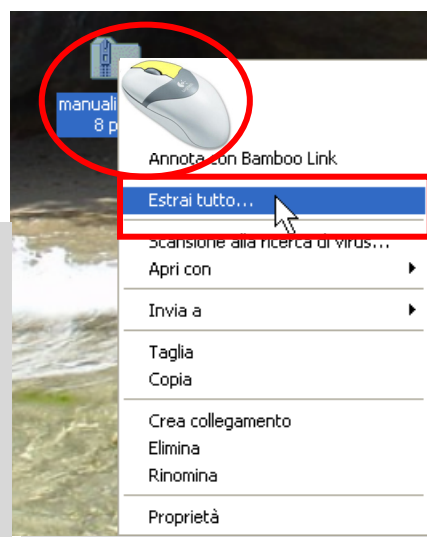 manuali
8 p
Annota con Bamboo Link
Estrai tutto...
Scansione alla ricerca di virus...
Apri con
Invia a
Taglia
Copia
Crea collegamento
Elimina
Rinomina
Proprietà